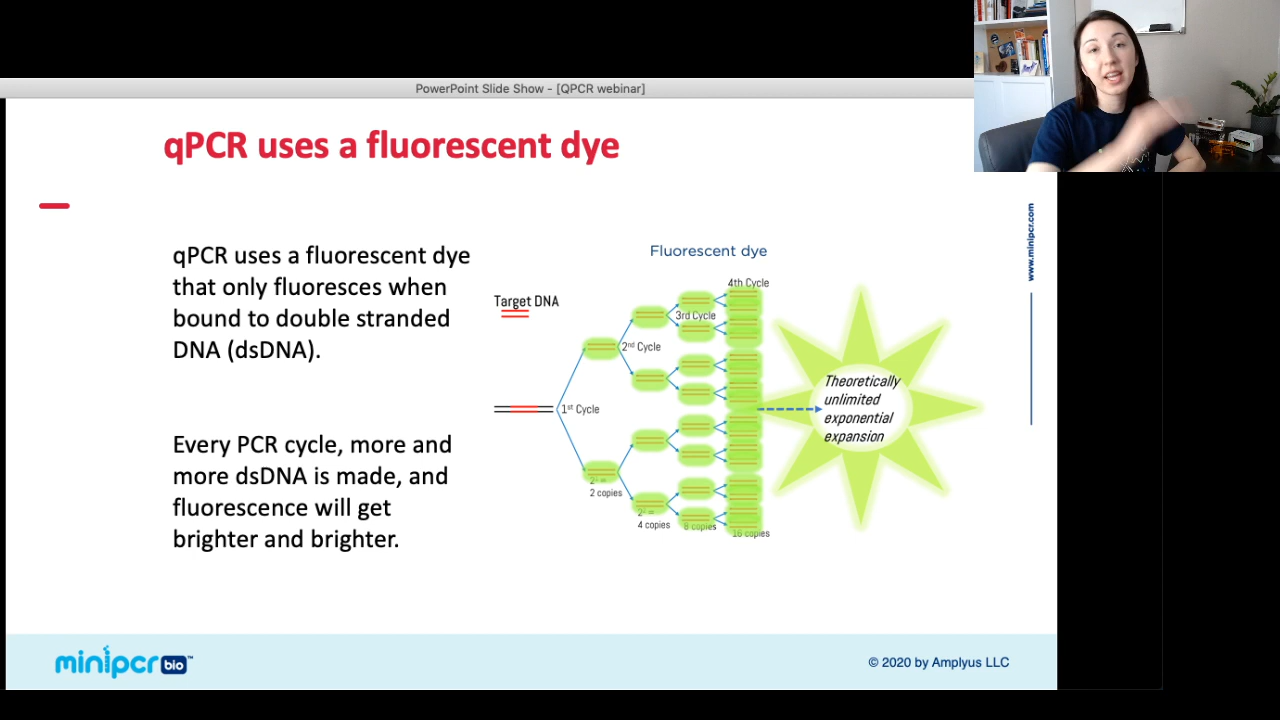 PowerPoint Slide Show - [QPCR webinar]
qPCR uses a fluorescent dye
www.minipcr.com
qPCR uses a fluorescent dye
that only fluoresces when
bound to double stranded
DNA (dsDNA).
Every PCR cycle, more and
more dsDNA is made, and
fluorescence will get
brighter and brighter.
Fluorescent dye
Target DNA
1st Cycle
2nd Cycle
3rd Cycle
4th Cycle
2 copies
4 copies
8 copies
16 copies
Theoretically
unlimited
exponential
expansion
minipcr bio™
© 2020 by Amplyus LLC